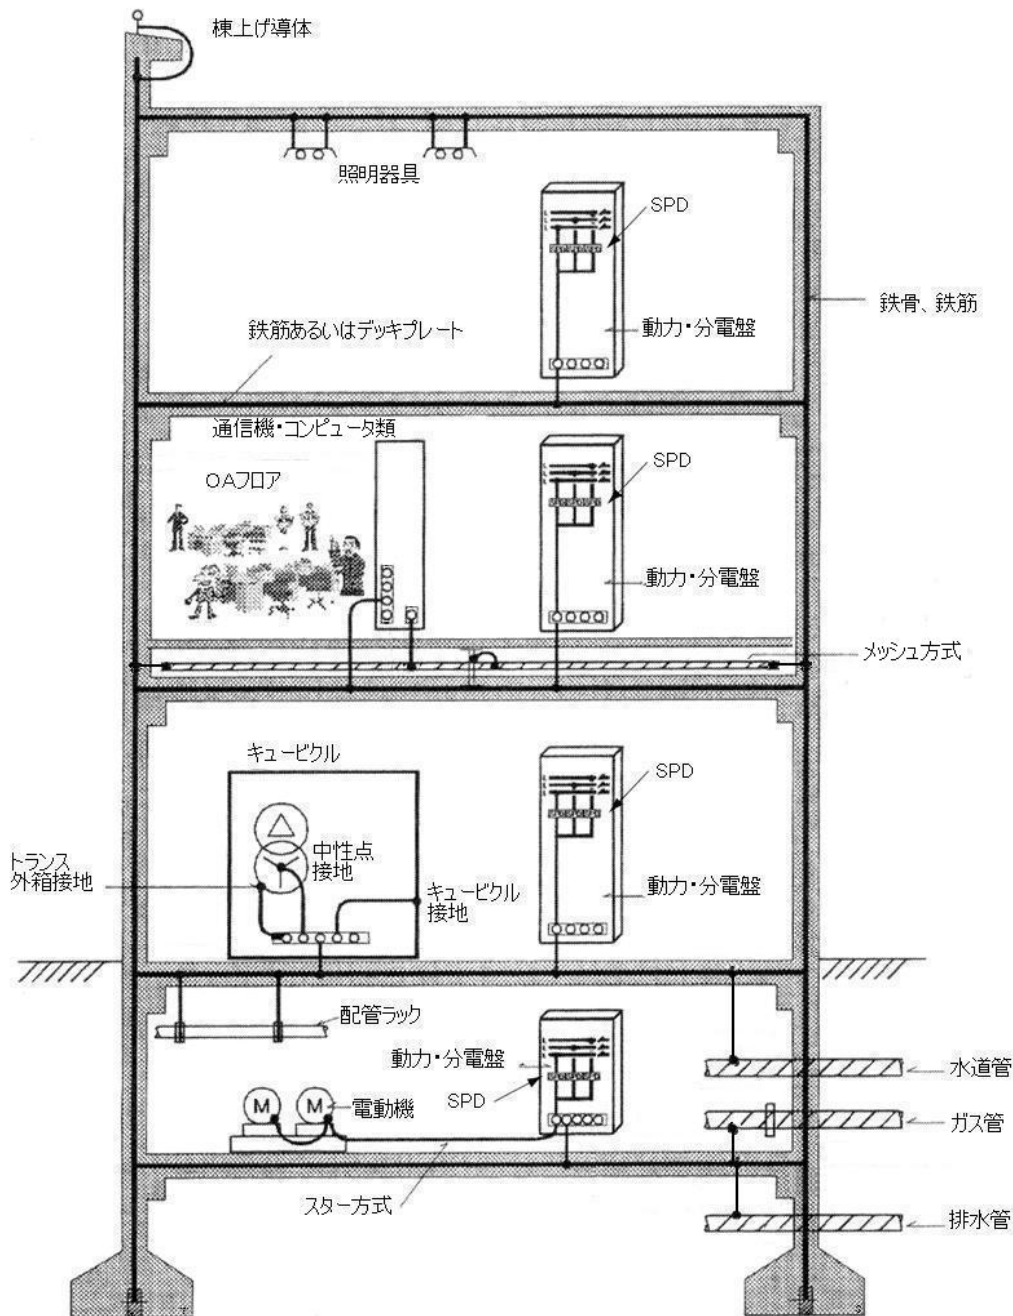 棟上げ導体
照明器具
SPD
鉄骨、鉄筋
動力・分電盤
鉄筋あるいはデッキプレート
通信機・コンピュータ類
SPD
OAフロア
動力・分電盤
メッシュ方式
キュービクル
SPD
中性点
接地
トランス
外箱接地
キュービクル
接地
動力・分電盤
配管ラック
動力・分電盤
水道管
SPD
M
M
電動機
ガス管
スター方式
排水管